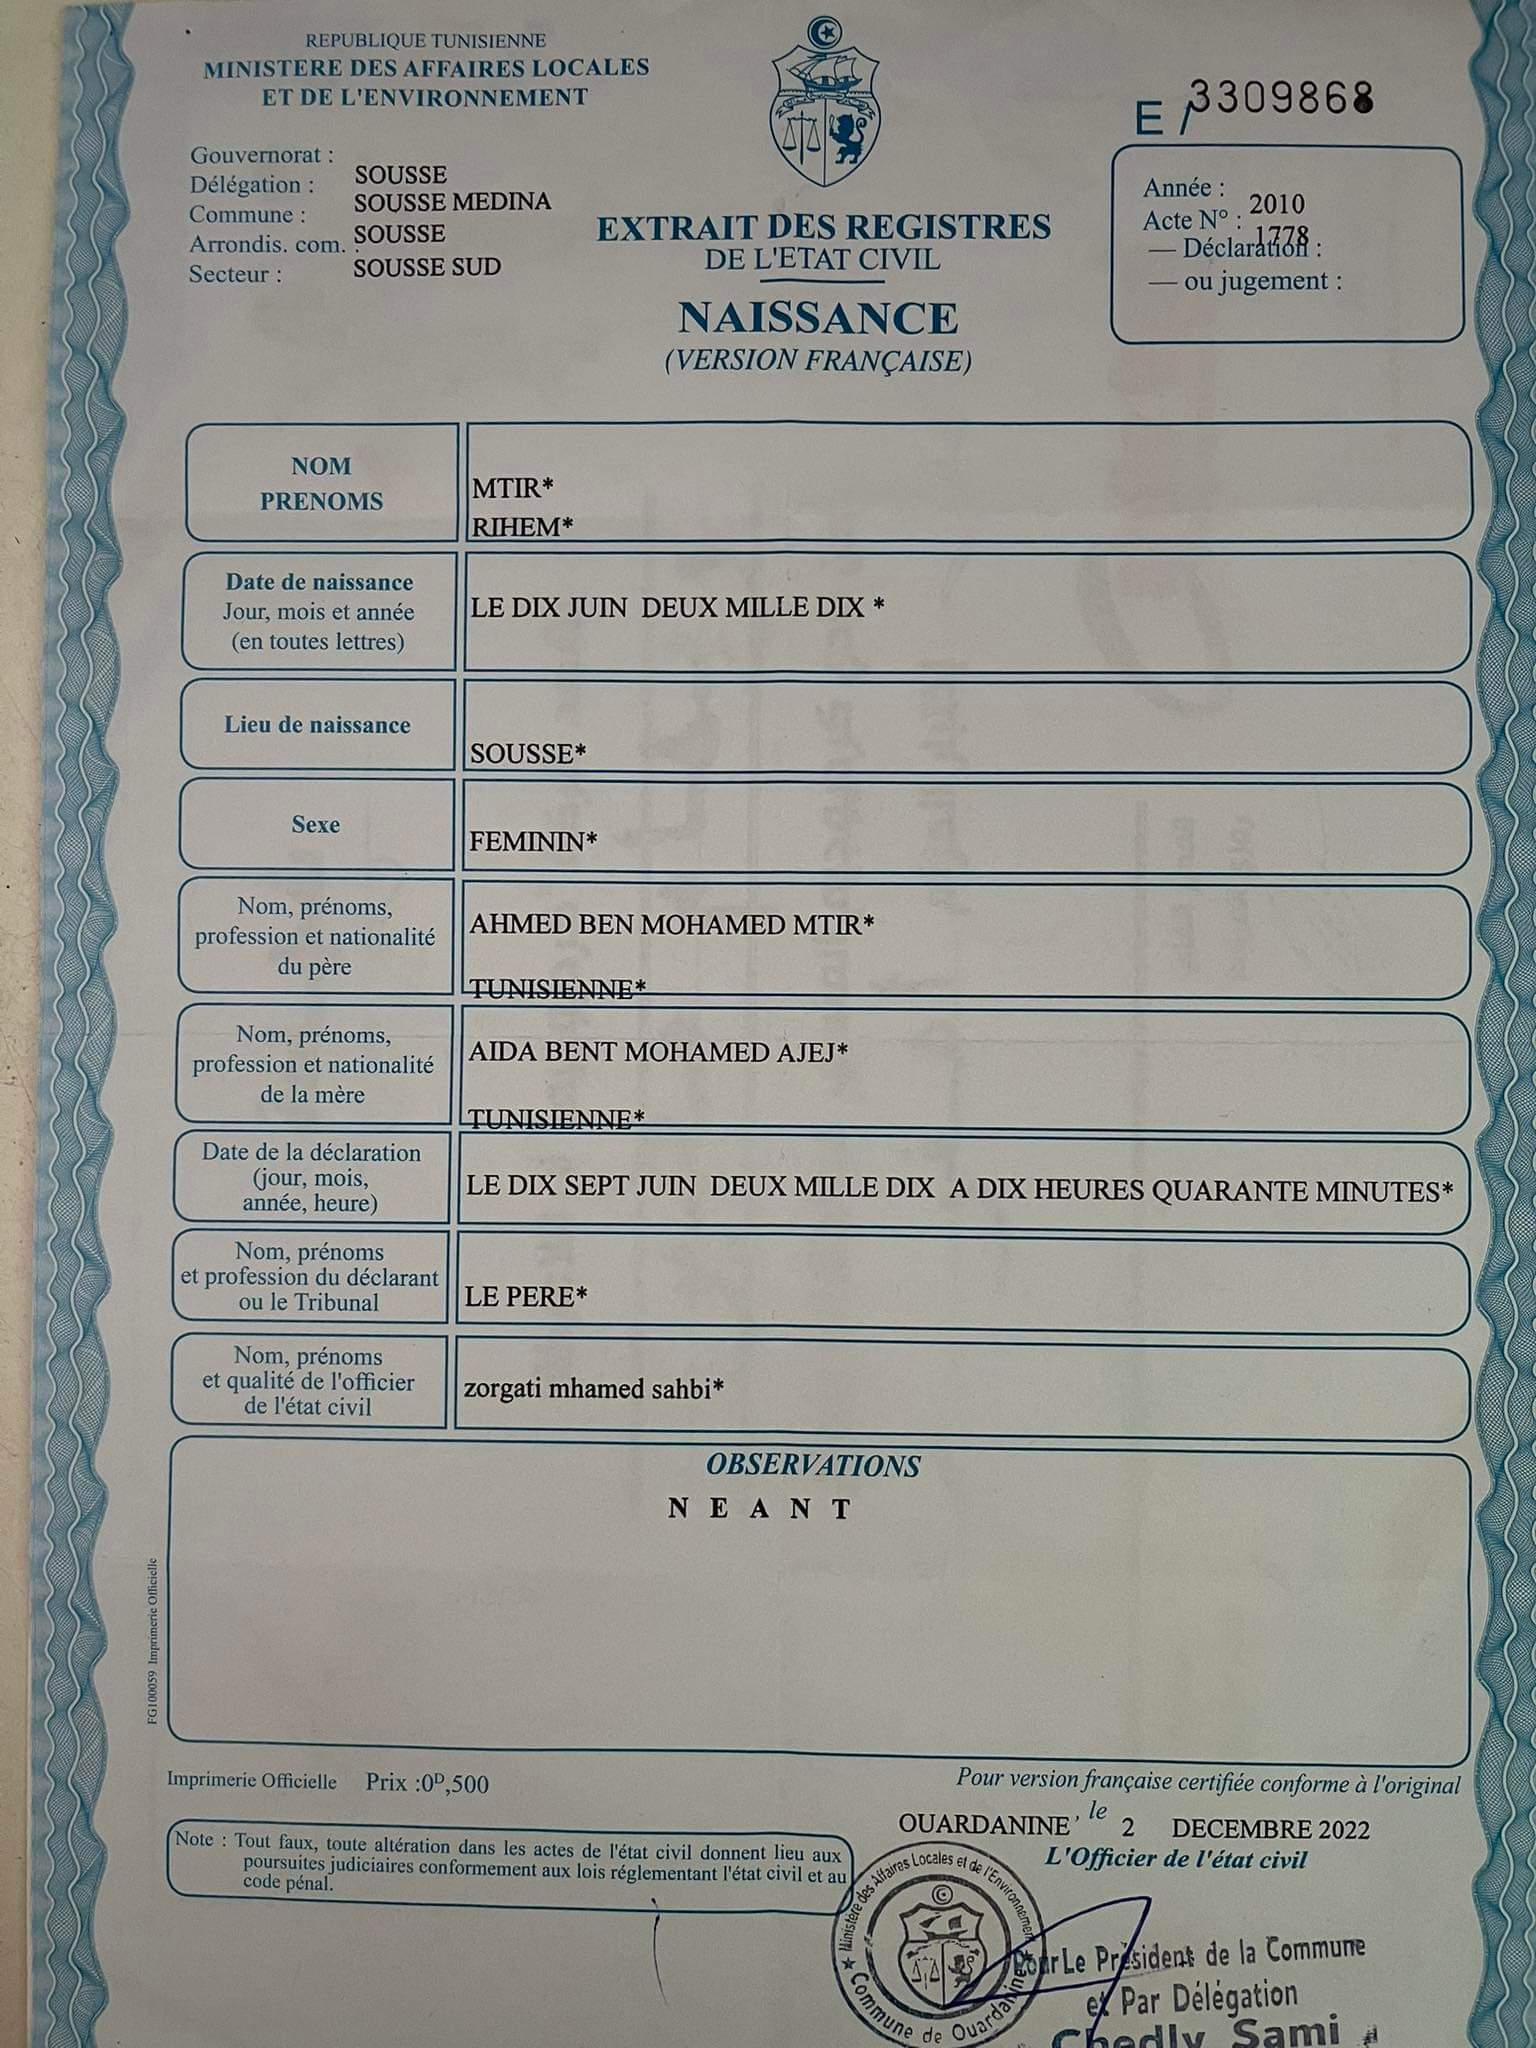 REPUBLIQUE TUNISIENNE
MINISTERE DES AFFAIRES LOCALES
ET DE L'ENVIRONNEMENT
E / 3309868
Gouvernorat : SOUSSE
Délégation : SOUSSE MEDINA
Commune : SOUSSE
Arrondis. com. : SOUSSE SUD
Secteur :
EXTRAIT DES REGISTRES
DE L'ETAT CIVIL
NAISSANCE
(VERSION FRANÇAISE)
Année : 2010
Acte N° : 1778
— Déclaration :
— ou jugement :
NOM
PRENOMS
MTIR*
RIHEM*
Date de naissance
Jour, mois et année
(en toutes lettres)
LE DIX JUIN DEUX MILLE DIX *
Lieu de naissance
SOUSSE*
Sexe
FEMININ*
Nom, prénoms,
profession et nationalité
du père
AHMED BEN MOHAMED MTIR*
TUNISIENNE*
Nom, prénoms,
profession et nationalité
de la mère
AIDA BENT MOHAMED AJEJ*
TUNISIENNE*
Date de la déclaration
(jour, mois,
année, heure)
LE DIX SEPT JUIN DEUX MILLE DIX A DIX HEURES QUARANTE MINUTES*
Nom, prénoms
et profession du déclarant
ou le Tribunal
LE PERE*
Nom, prénoms
et qualité de l'officier
de l'état civil
zorgati mhamed sahbi*
OBSERVATIONS
N E A N T
FG100059 Imprimerie Officielle
Imprimerie Officielle Prix :0D,500
Pour version française certifiée conforme à l'original
OUARDANINE , le 2 DECEMBRE 2022
L'Officier de l'état civil
Note : Tout faux, toute altération dans les actes de l'état civil donnent lieu aux
poursuites judiciaires conformement aux lois réglementant l'état civil et au
code pénal.
Ministère des Affaires Locales et de l'Environnement
★ Commune de Ouardanine ★
Pour Le Président de la Commune
et Par Délégation
Chedly Sami